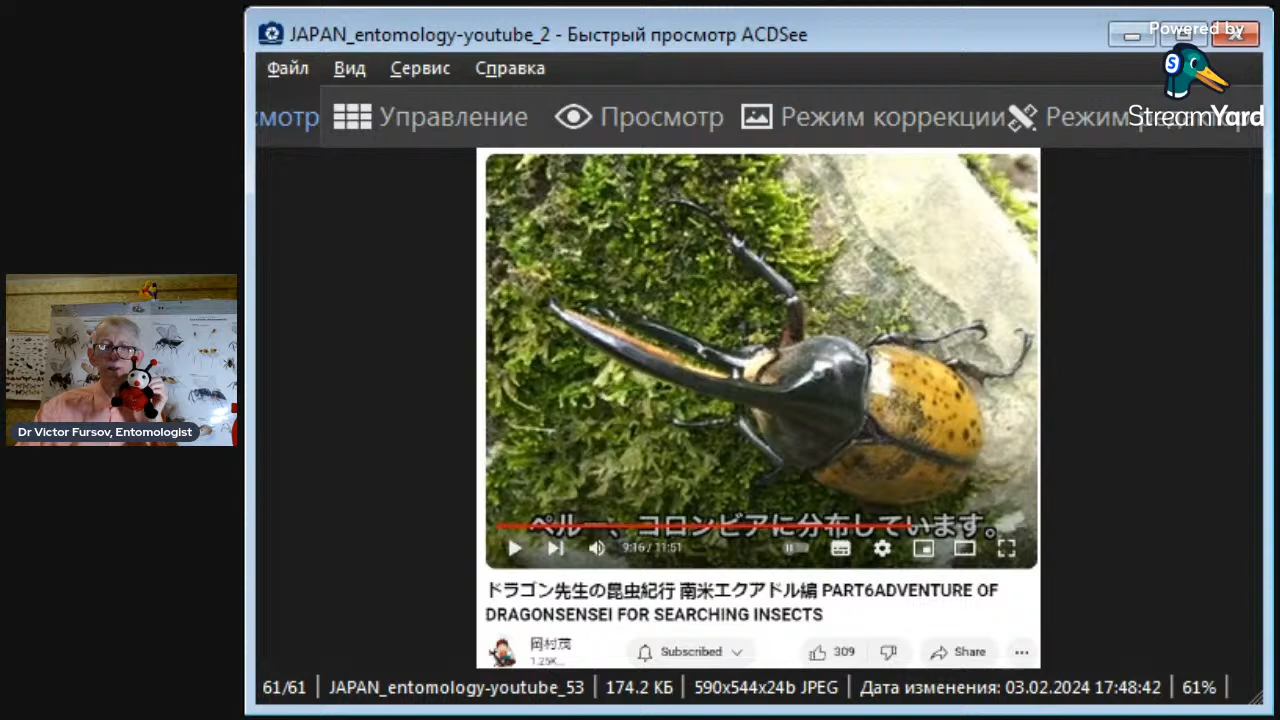 JAPAN_entomology-youtube_2 - Быстрый просмотр ACDSee
Powered by
Файл Вид Сервис Справка
StreamYard
смотр Управление Просмотр Режим коррекции Режим
Dr Victor Fursov, Entomologist
ペルー、コロンビアに分布しています。
9:16 / 11:51
ドラゴン先生の昆虫紀行 南米エクアドル編 PART6ADVENTURE OF
DRAGONSENSEI FOR SEARCHING INSECTS
岡村茂
1.25K...
Subscribed 309 Share
61/61 JAPAN_entomology-youtube_53 174.2 КБ 590x544x24b JPEG Дата изменения: 03.02.2024 17:48:42 61%